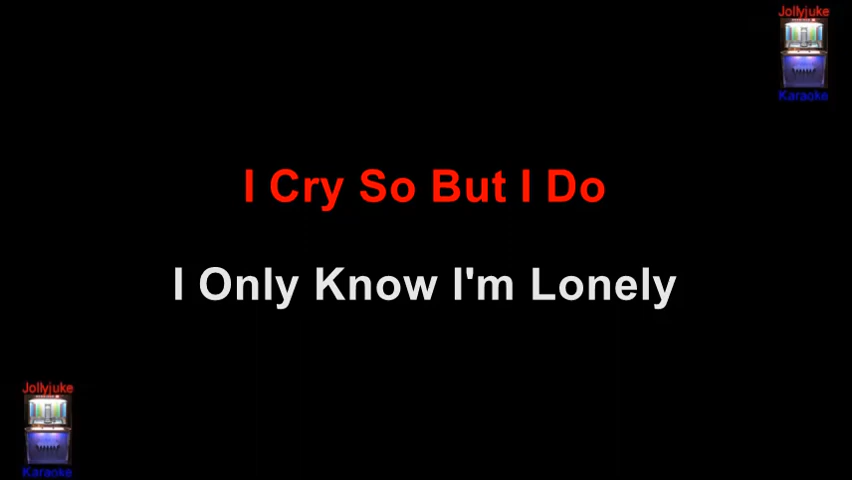 Jollyjuke
Karaoke
I Cry So But I Do
I Only Know I'm Lonely
Jollyjuke
Karaoke